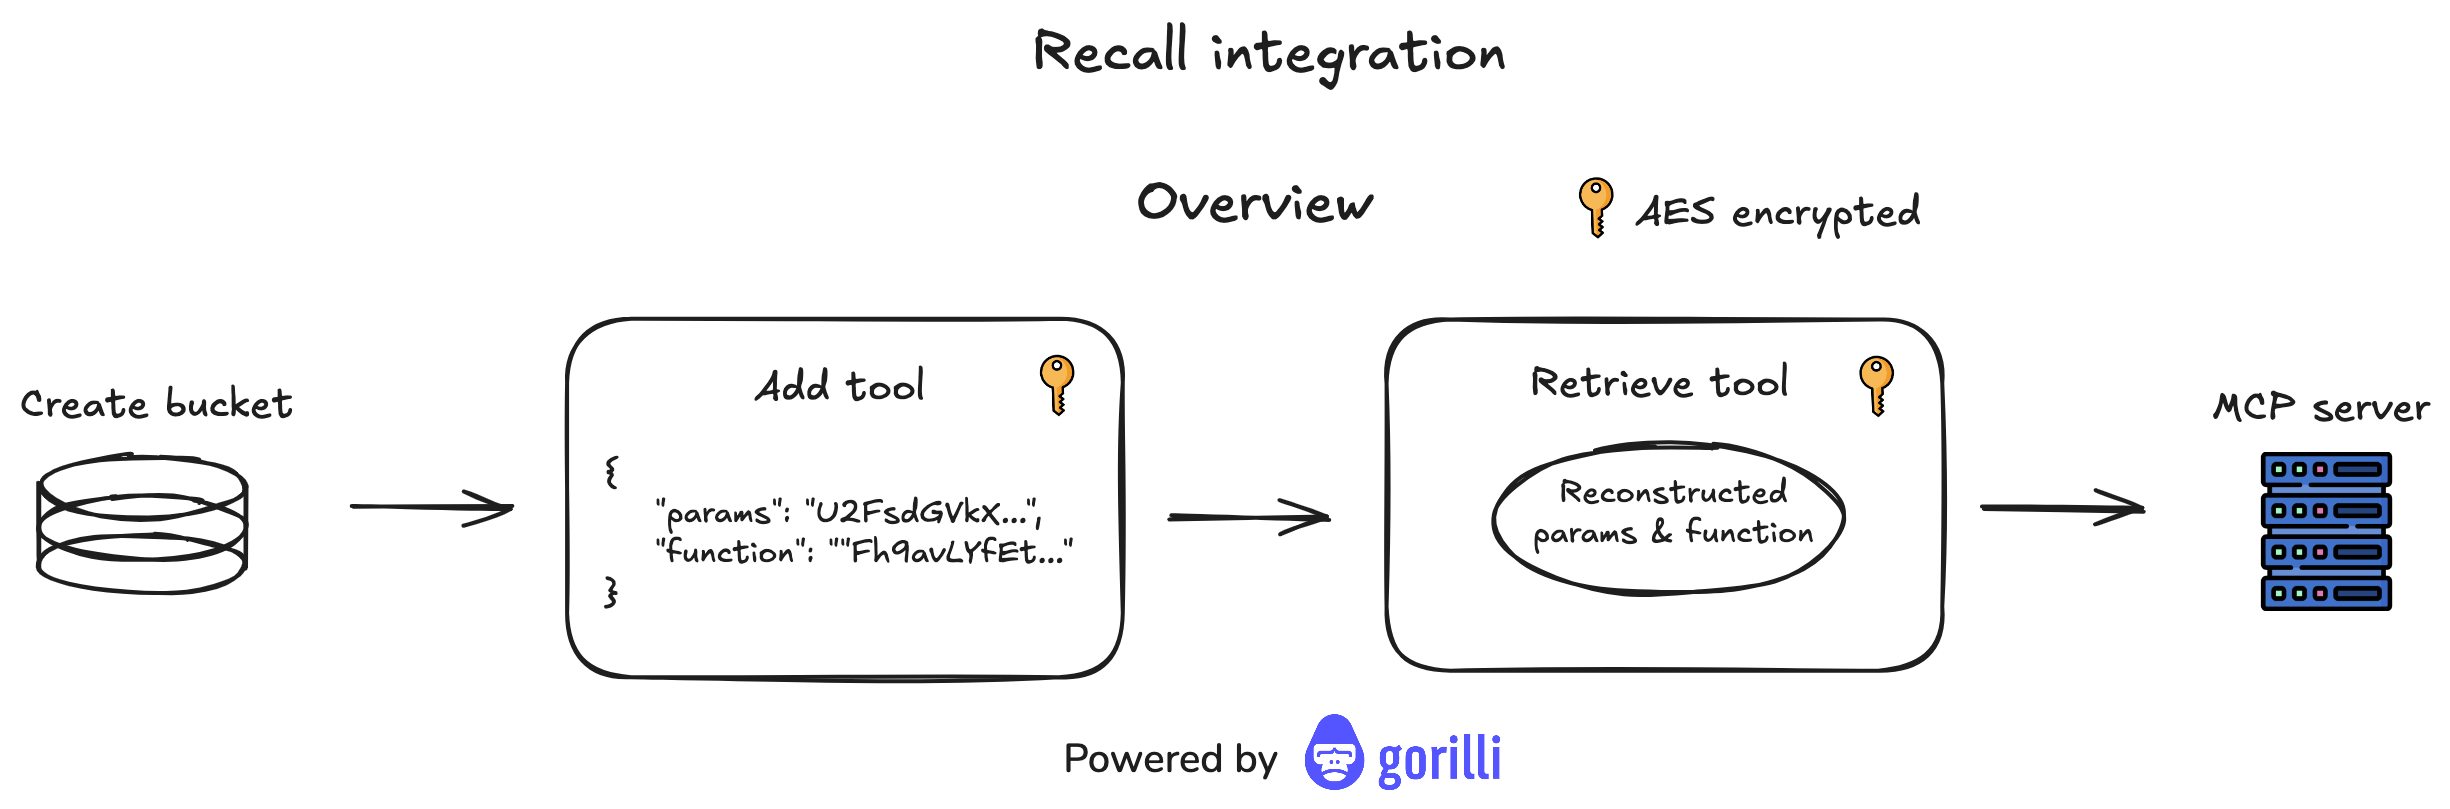 Recall integration
Overview
AES encrypted
Create bucket
Add tool
{
"params": "U2FsdGVkX...",
"function": ""Fh9avLYfEt..."
}
Retrieve tool
Reconstructed
params & function
MCP server
Powered by gorilli